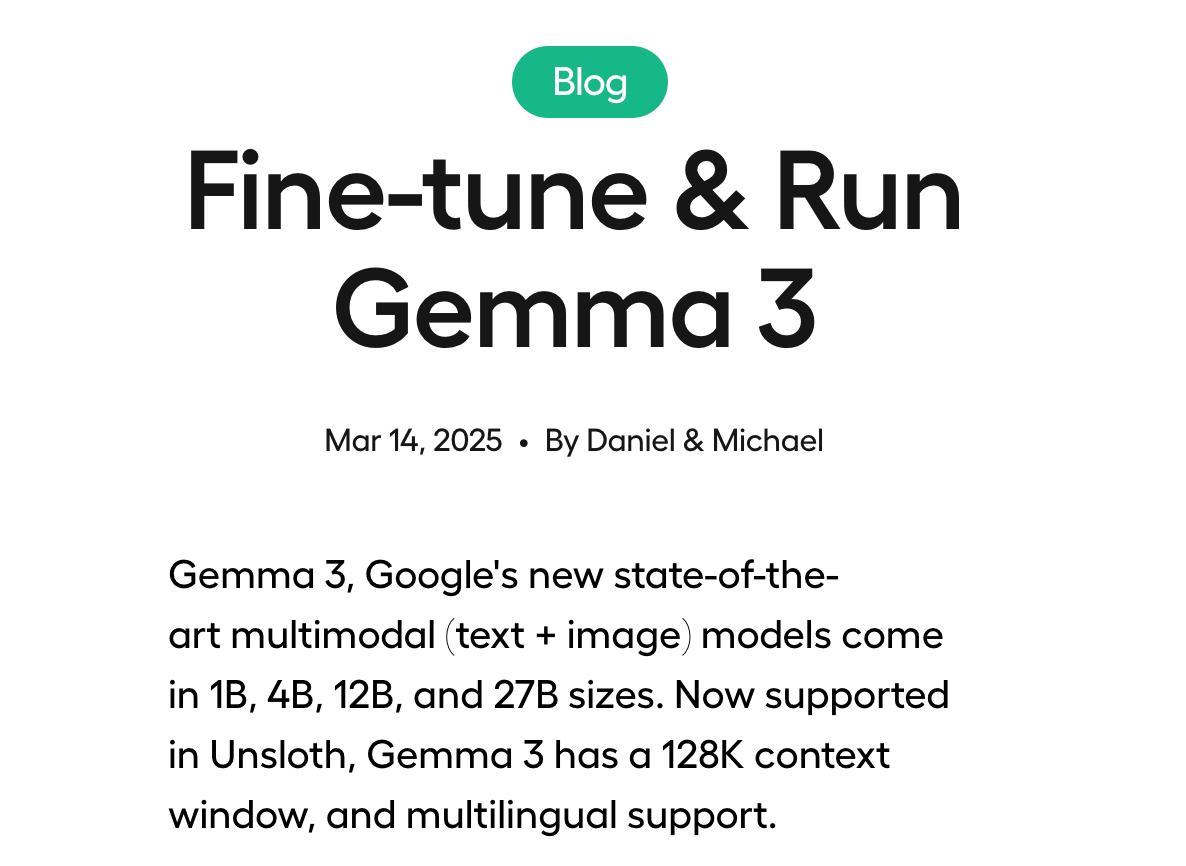 Blog
Fine-tune & Run
Gemma 3
Mar 14, 2025 • By Daniel & Michael
Gemma 3, Google's new state-of-the-
art multimodal (text + image) models come
in 1B, 4B, 12B, and 27B sizes. Now supported
in Unsloth, Gemma 3 has a 128K context
window, and multilingual support.